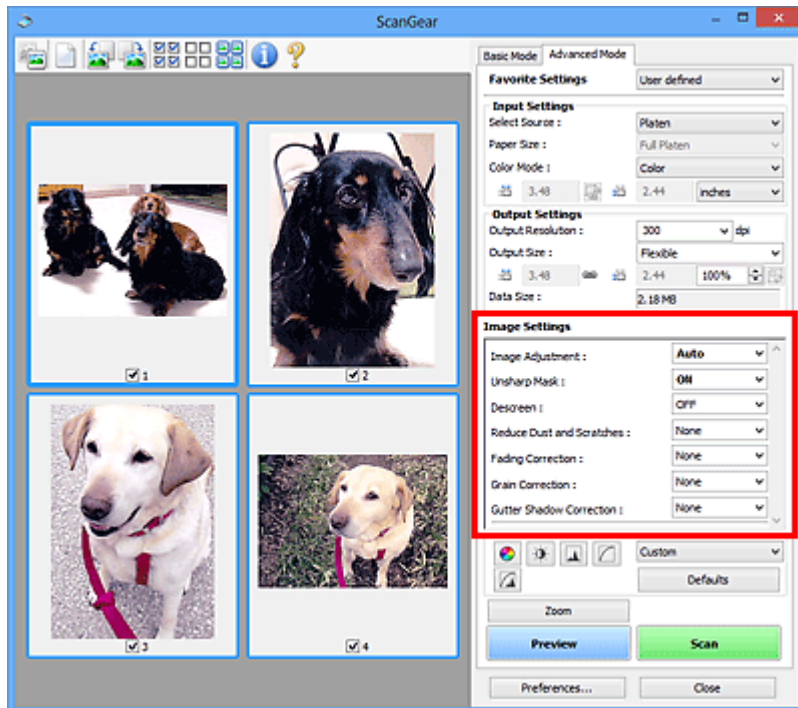 ScanGear
Basic Mode Advanced Mode
Favorite Settings User defined
Input Settings
Select Source : Platen
Paper Size : Full Platen
Color Mode : Color
3.48 2.44 inches
Output Settings
Output Resolution : 300 dpi
Output Size : Flexible
3.48 2.44 100%
Data Size : 2.18 MB
Image Settings
Image Adjustment : Auto
Unsharp Mask : ON
Descreen : OFF
Reduce Dust and Scratches : None
Fading Correction : None
Grain Correction : None
Gutter Shadow Correction : None
Custom
Defaults
Zoom
Preview Scan
Preferences... Close
1
2
3
4